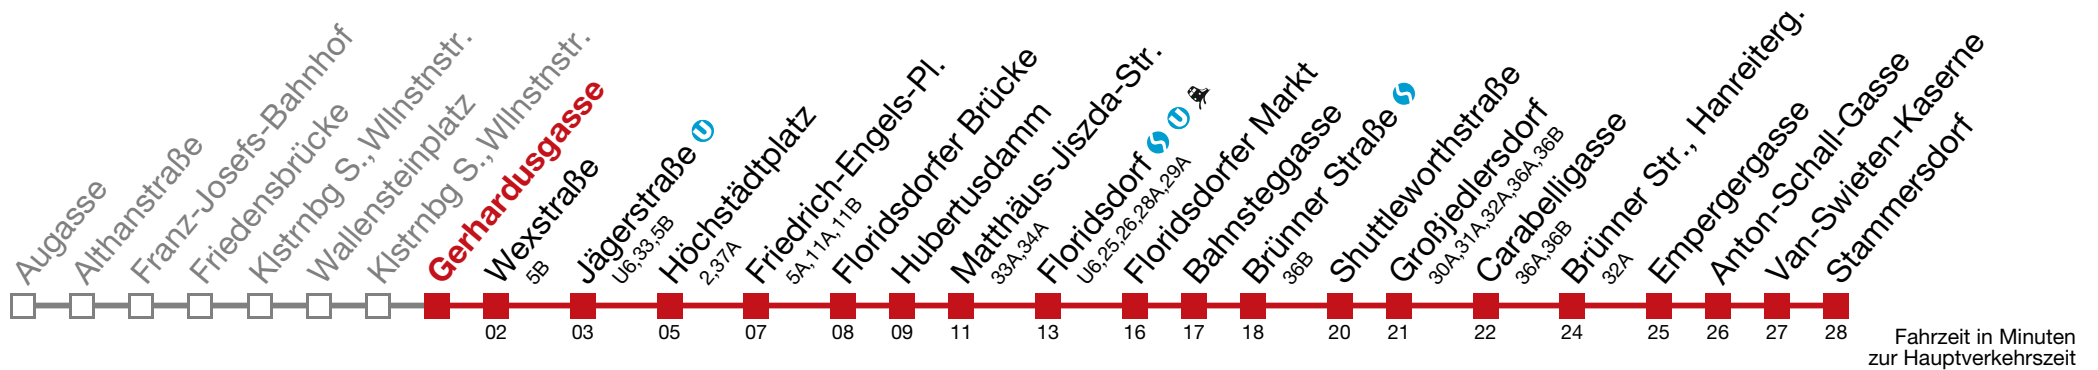 Augasse
Althanstraße
Franz-Josefs-Bahnhof
Friedensbrücke
Klstrnbg S., Wllnstnstr.
Wallensteinplatz
Klstrnbg S., Wllnstnstr.
Gerhardusgasse
Wexstraße
5B
Jägerstraße U
U6,33,5B
Höchstädtplatz
2,37A
Friedrich-Engels-Pl.
5A,11A,11B
Floridsdorfer Brücke
Hubertusdamm
Matthäus-Jiszda-Str.
33A,34A
Floridsdorf S U
U6,25,26,28A,29A
Floridsdorfer Markt
Bahnsteggasse
Brünner Straße S
36B
Shuttleworthstraße
Großjedlersdorf
30A,31A,32A,36A,36B
Carabelligasse
36A,36B
Brünner Str., Hanreiterg.
32A
Empergergasse
Anton-Schall-Gasse
Van-Swieten-Kaserne
Stammersdorf
02 03 05 07 08 09 11 13 16 17 18 20 21 22 24 25 26 27 28
Fahrzeit in Minuten
zur Hauptverkehrszeit